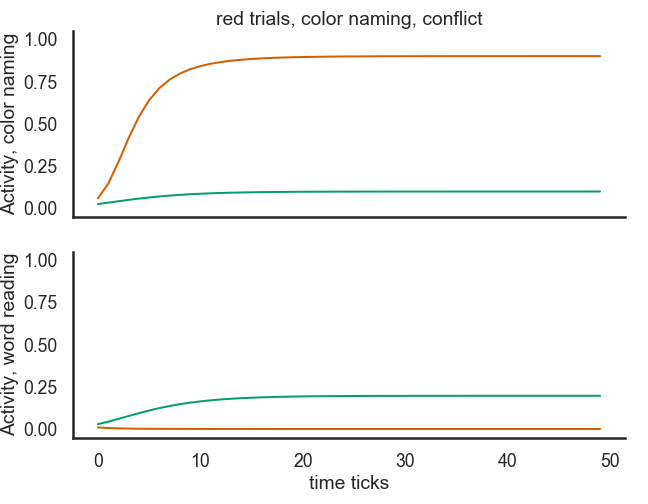 red trials, color naming, conflict
Activity, color naming
1.00
0.75
0.50
0.25
0.00
Activity, word reading
1.00
0.75
0.50
0.25
0.00
0 10 20 30 40 50
time ticks